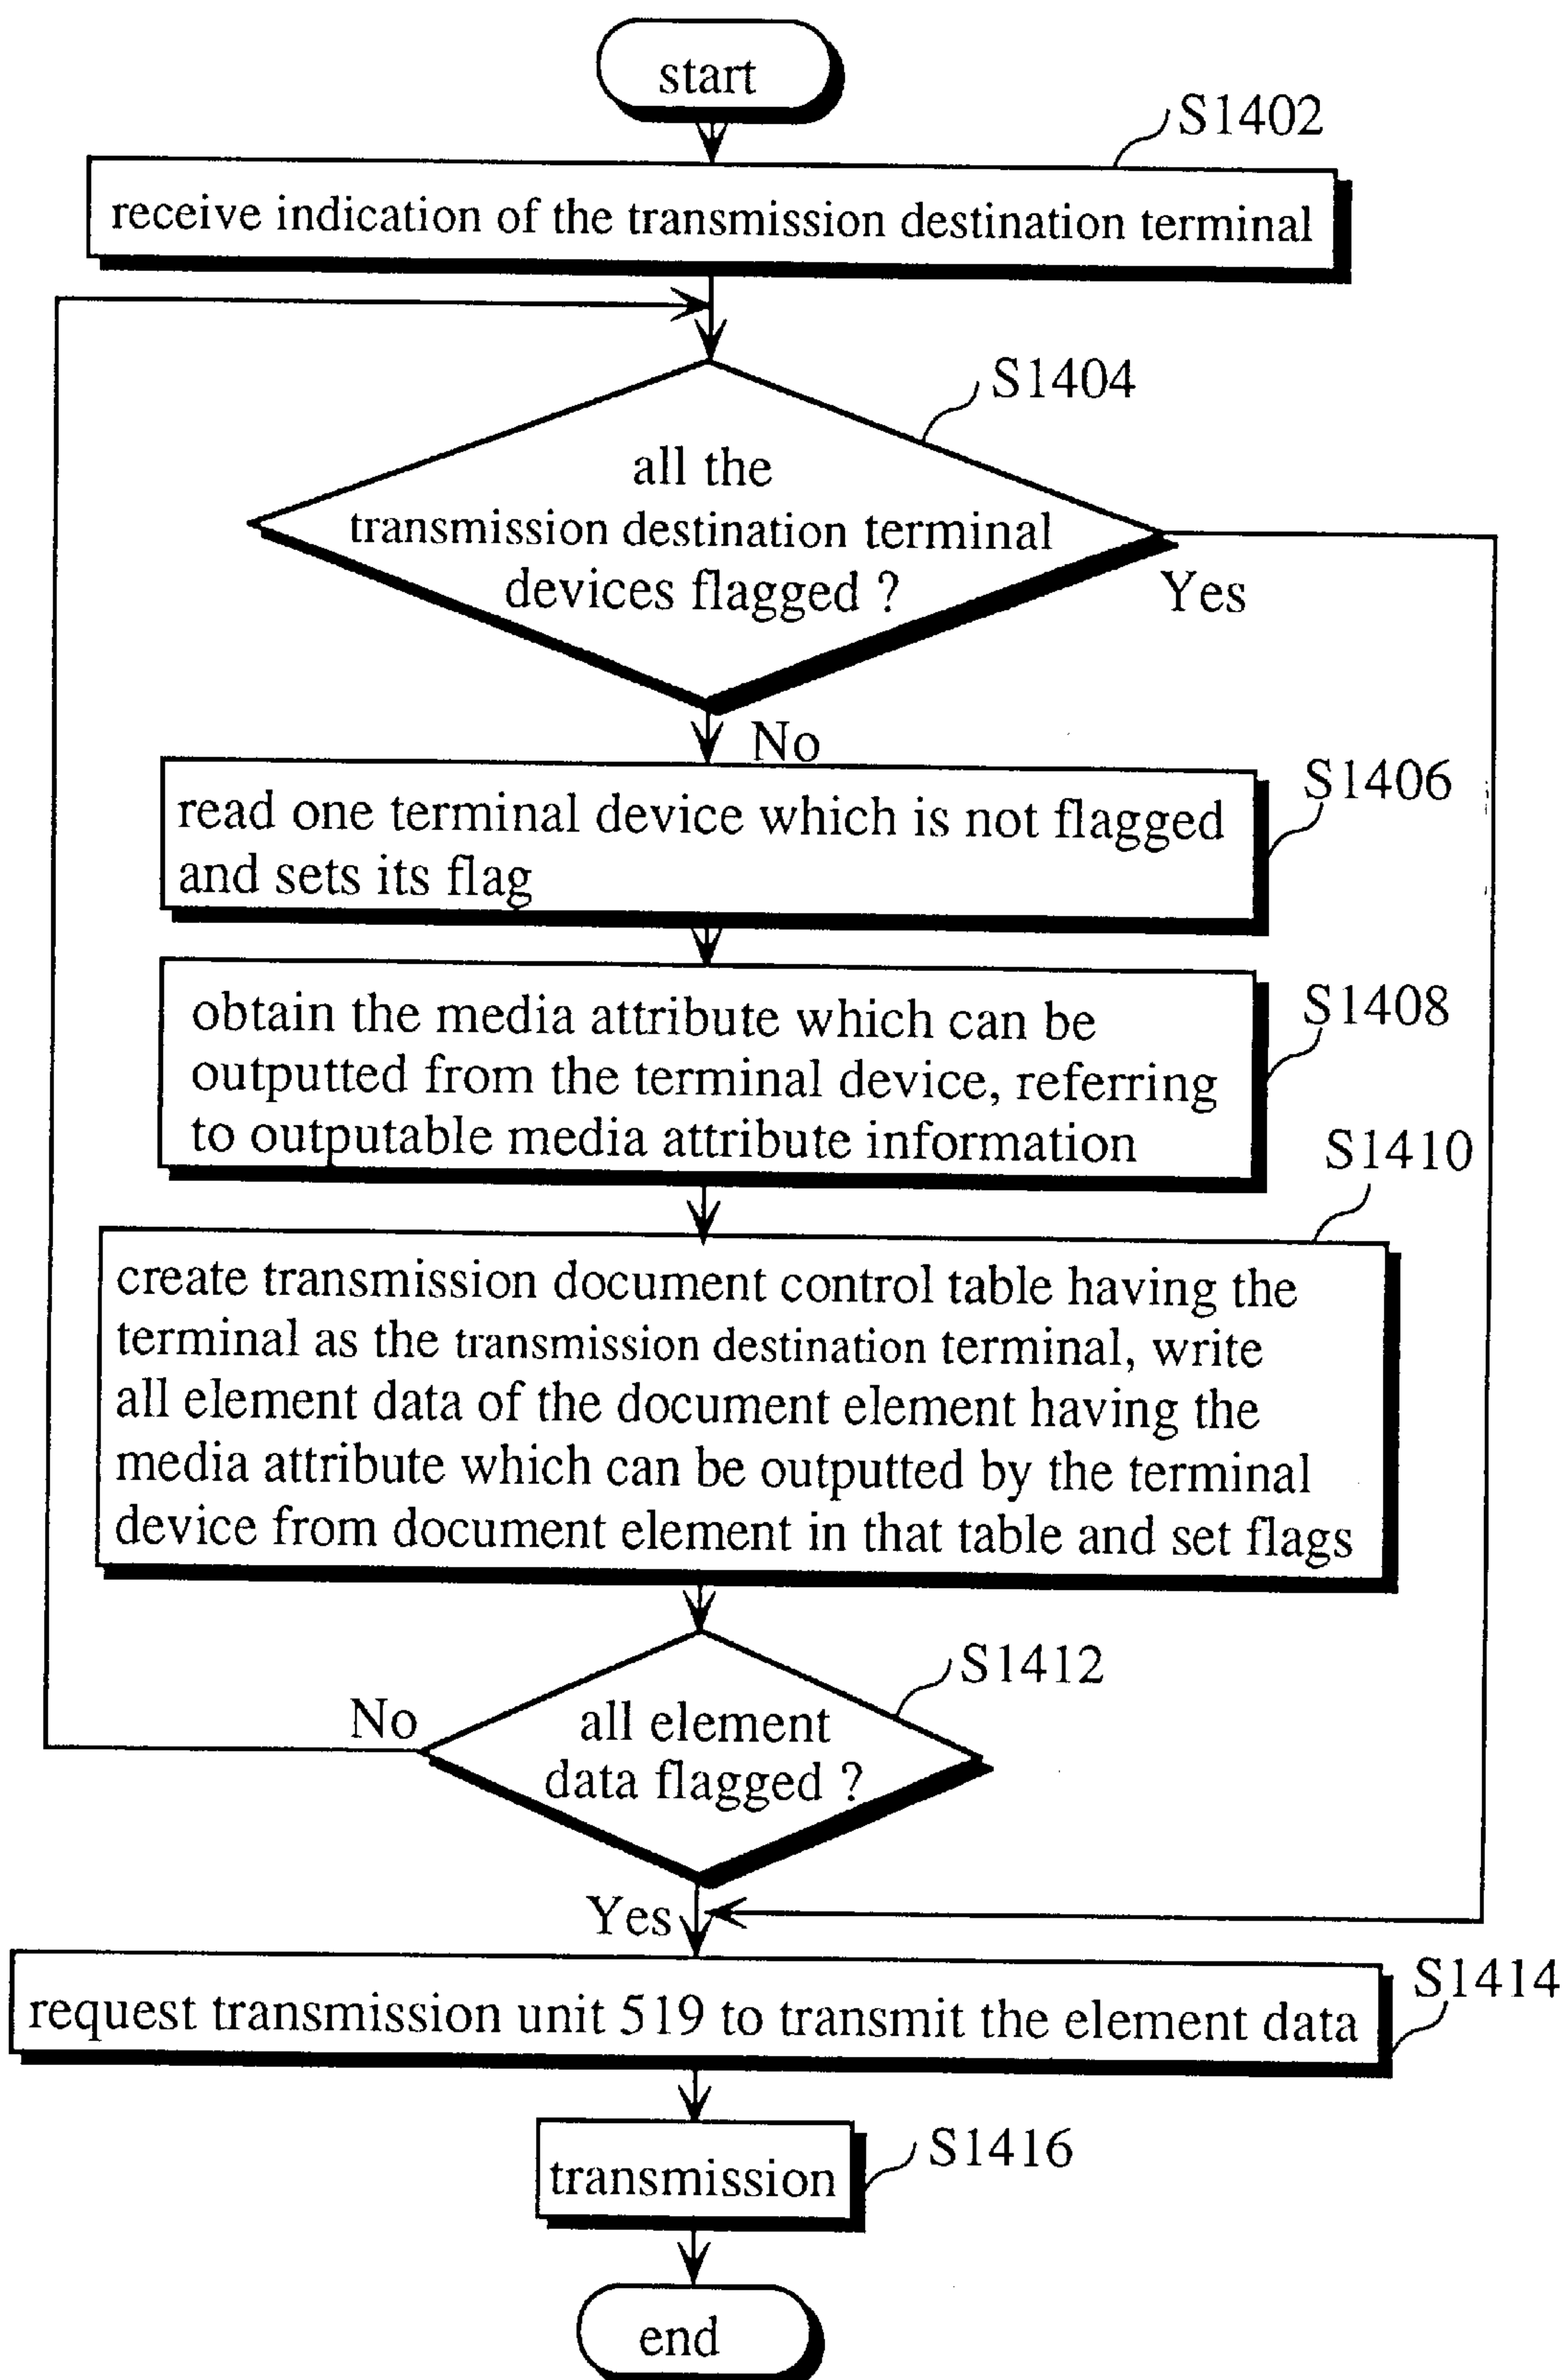 start
S1402
receive indication of the transmission destination terminal
S1404
all the
transmission destination terminal
devices flagged ?
Yes
No
S1406
read one terminal device which is not flagged
and sets its flag
S1408
obtain the media attribute which can be
outputted from the terminal device, referring
to outputable media attribute information
S1410
create transmission document control table having the
terminal as the transmission destination terminal, write
all element data of the document element having the
media attribute which can be outputted by the terminal
device from document element in that table and set flags
S1412
No
all element
data flagged ?
Yes
S1414
request transmission unit 519 to transmit the element data
S1416
transmission
end